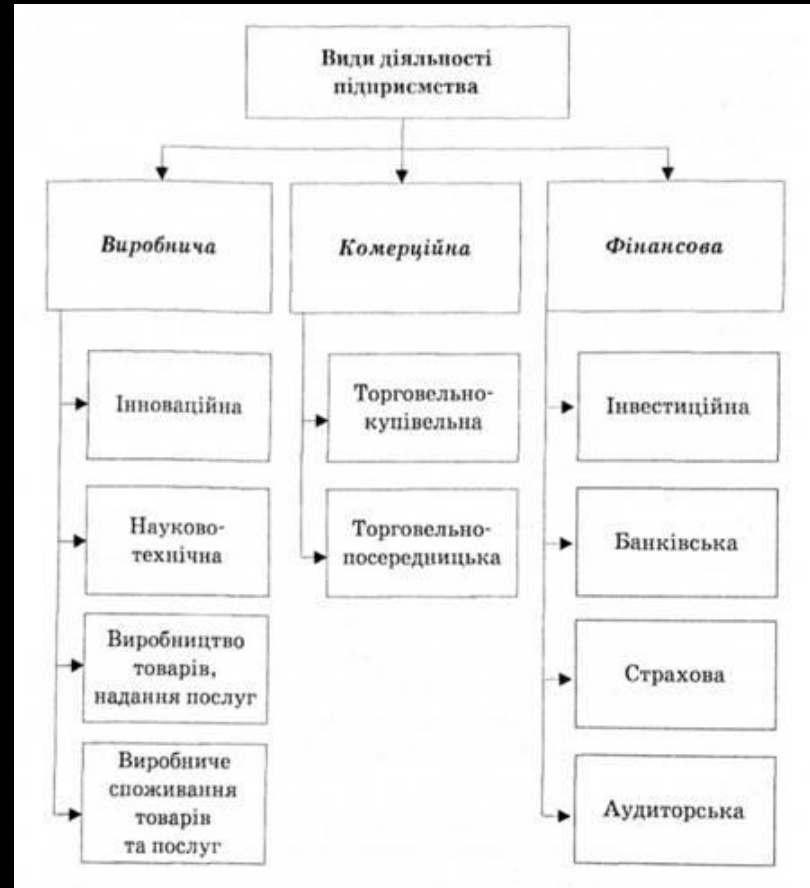 Види діяльності
підприємства
Виробнича
Комерційна
Фінансова
Інноваційна
Науково-
технічна
Виробництво
товарів,
надання послуг
Виробниче
споживання
товарів
та послуг
Торговельно-
купівельна
Торговельно-
посередницька
Інвестиційна
Банківська
Страхова
Аудиторська